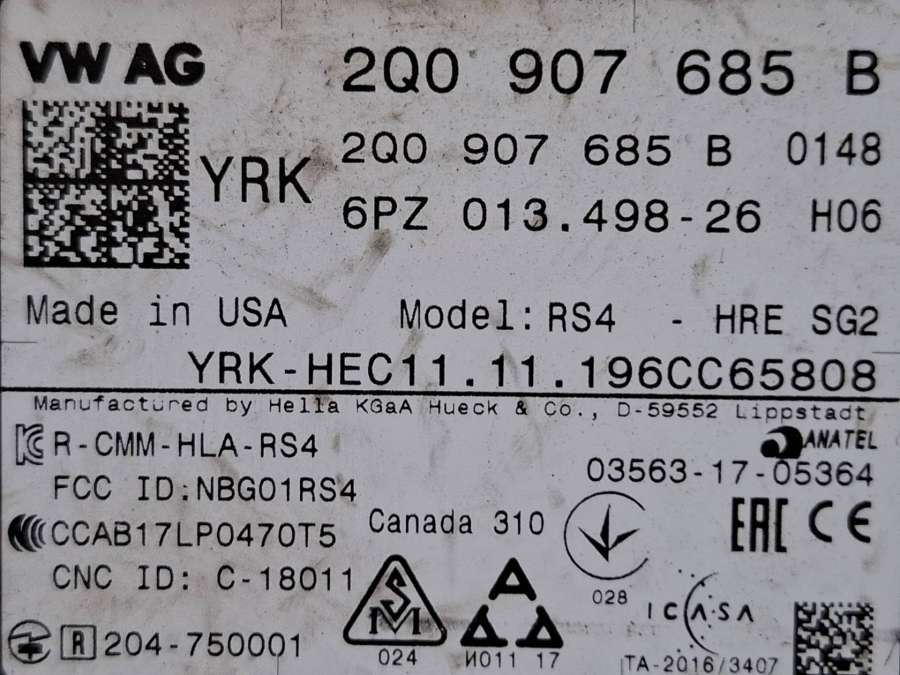 VW AG 2Q0 907 685 B
YRK 2Q0 907 685 B 0148
6PZ 013.498-26 H06
Made in USA Model: RS4 - HRE SG2
YRK-HEC11.11.196CC65808
Manufactured by Hella KGaA Hueck & Co., D-59552 Lippstadt
R-CMM-HLA-RS4 ANATEL
03563-17-05364
FCC ID:NBG01RS4
CCAB17LP0470T5 Canada 310 EAC CE
CNC ID: C-18011
028 ICASA
R 204-750001 024 И011 17 TA-2016/3407